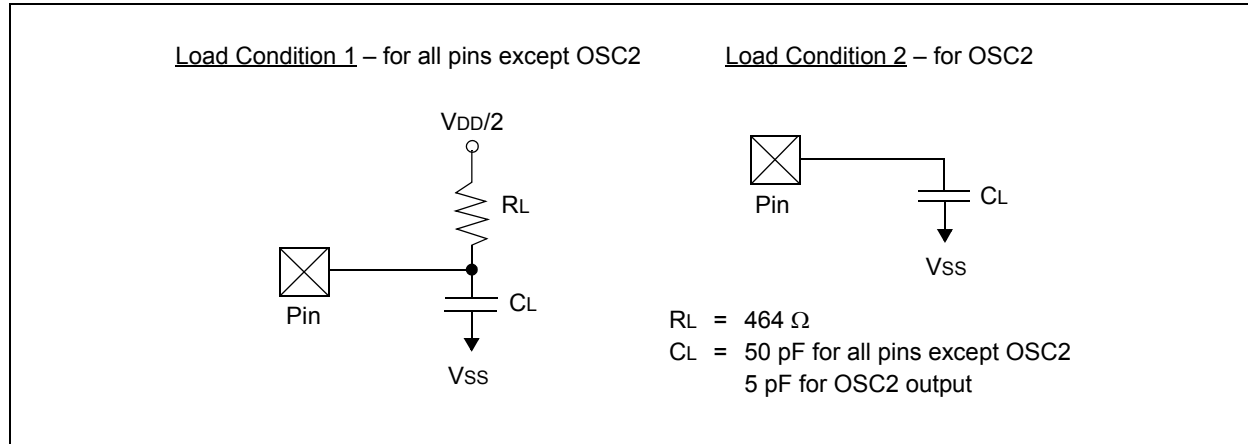 Load Condition 1 – for all pins except OSC2
VDD/2
RL
Pin
CL
VSS
Load Condition 2 – for OSC2
Pin
CL
VSS
RL = 464 Ω
CL = 50 pF for all pins except OSC2
5 pF for OSC2 output